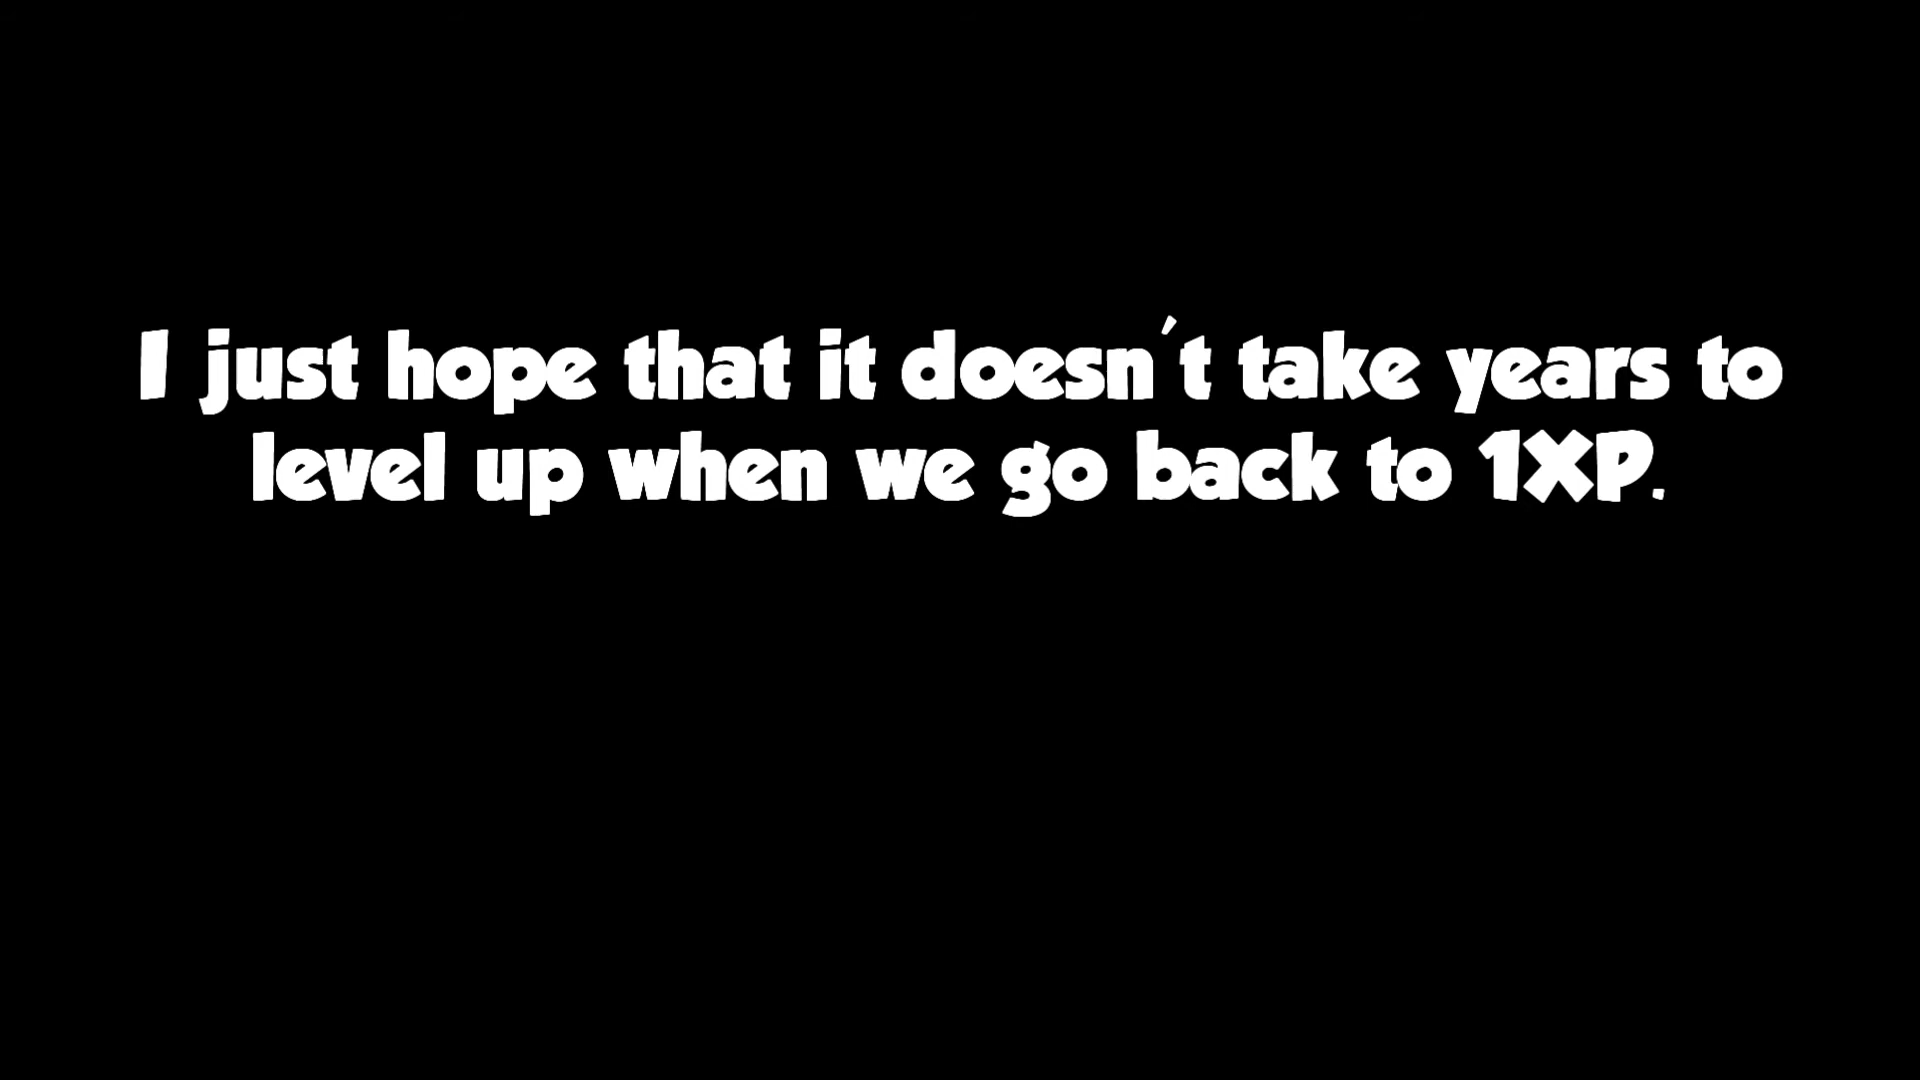 I just hope that it doesn't take years to
level up when we go back to 1XP.